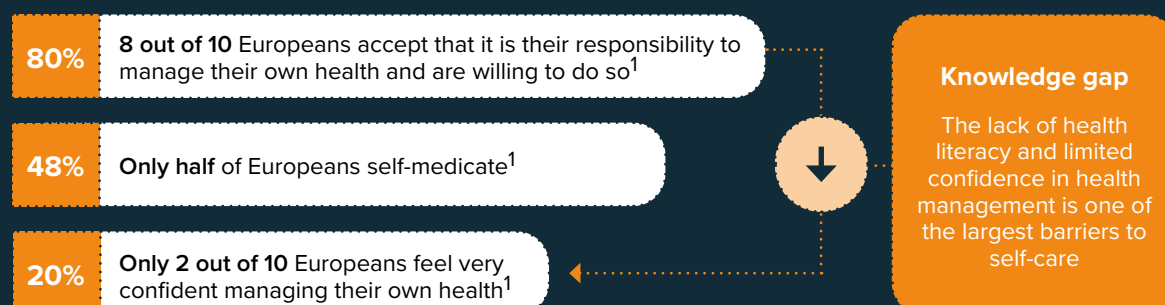 80%
8 out of 10 Europeans accept that it is their responsibility to
manage their own health and are willing to do so1
48%
Only half of Europeans self-medicate1
20%
Only 2 out of 10 Europeans feel very
confident managing their own health1
Knowledge gap
The lack of health
literacy and limited
confidence in health
management is one of
the largest barriers to
self-care